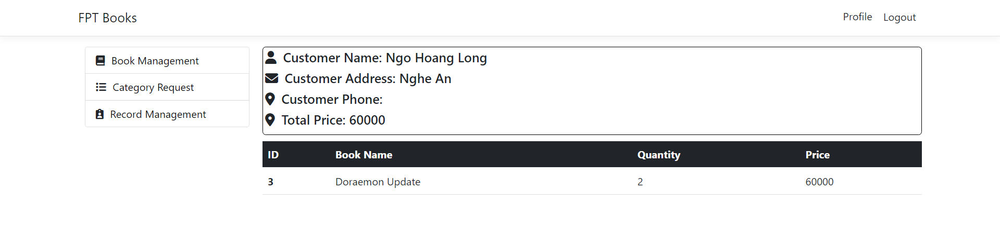 FPT Books
Profile
Logout
Book Management
Category Request
Record Management
Customer Name: Ngo Hoang Long
Customer Address: Nghe An
Customer Phone:
Total Price: 60000
ID Book Name Quantity Price
3 Doraemon Update 2 60000